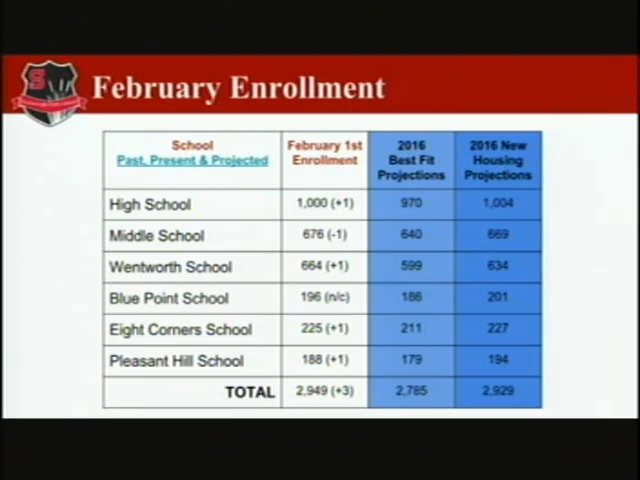 February Enrollment
School February 1st 2016 2016 New
Past, Present & Projected Enrollment Best Fit Housing
Projections Projections
High School 1,000 (+1) 970 1,004
Middle School 676 (-1) 640 669
Wentworth School 664 (+1) 599 634
Blue Point School 196 (n/c) 186 201
Eight Corners School 225 (+1) 211 227
Pleasant Hill School 188 (+1) 179 194
TOTAL 2,949 (+3) 2,785 2,929
S